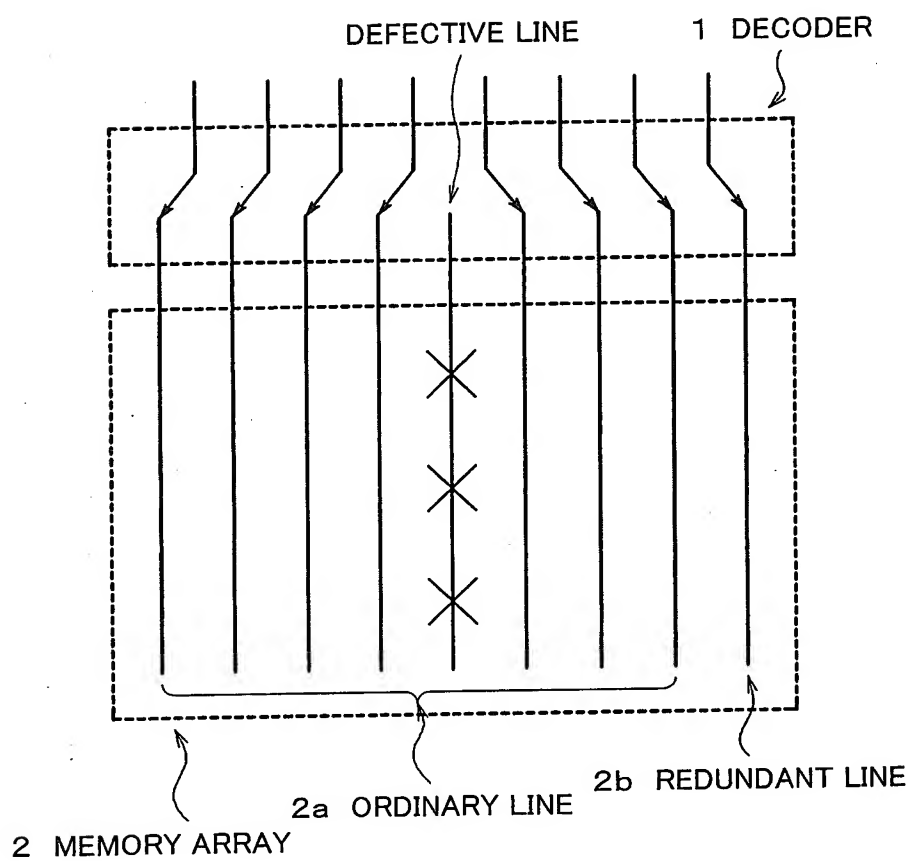 DEFECTIVE LINE
1 DECODER
2b REDUNDANT LINE
2a ORDINARY LINE
2 MEMORY ARRAY